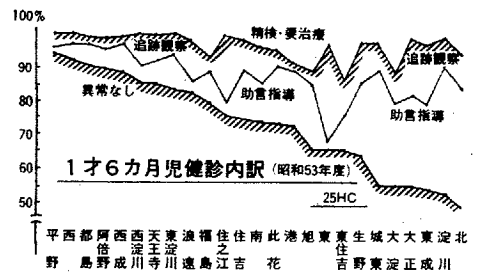 100%
精検・要治療
追跡観察
追跡観察
90
異常なし
助言指導
助言指導
80
70
1才6カ月児健診内訳 (昭和53年度)
60
25HC
50
平野
西
都島
阿倍野
西成
西淀川
天王寺
東淀川
浪速
福島
住之江
住吉
南
此花
港
旭
東
東住吉
生野
城東
大淀
大正
東成
淀川
北